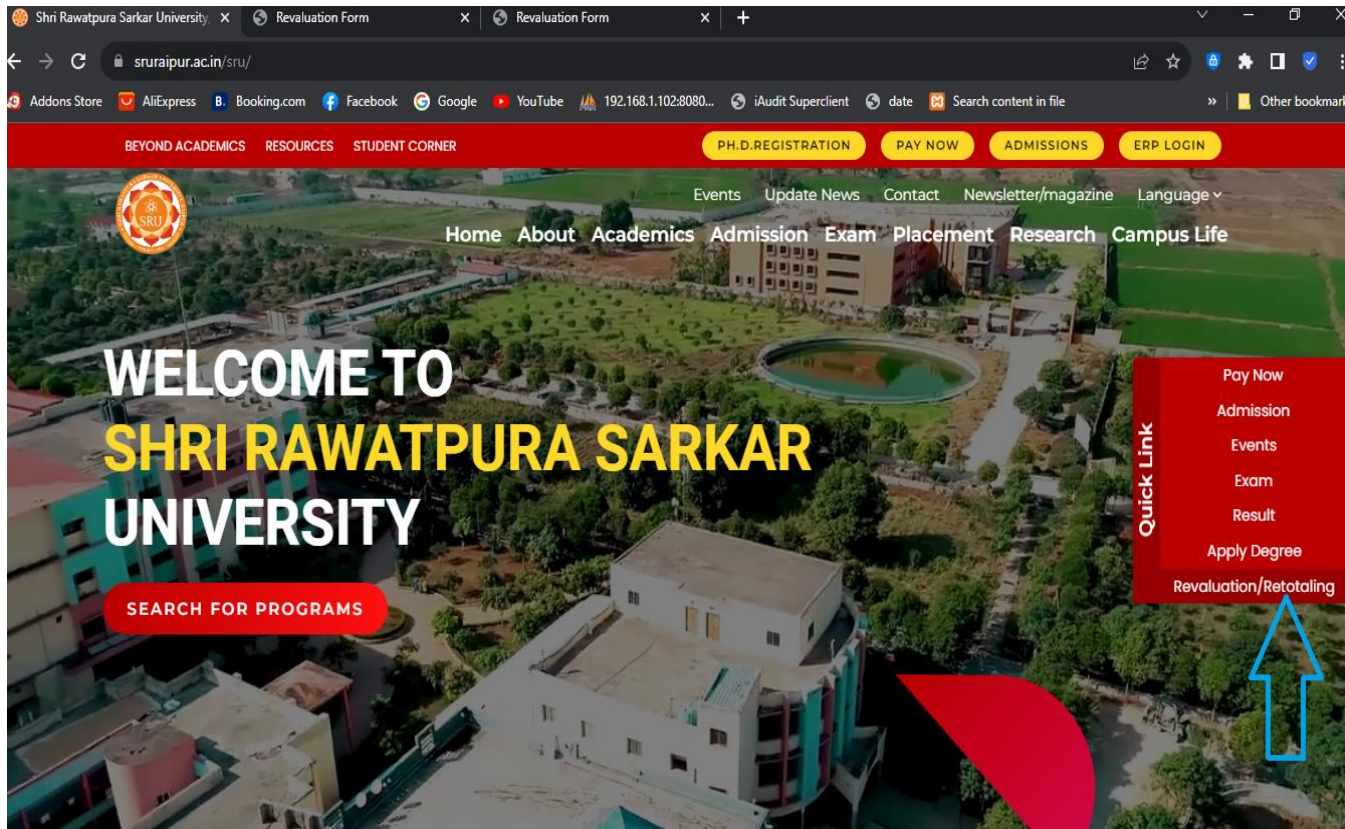 Shri Rawatpura Sarkar University, Revaluation Form Revaluation Form
sruraipur.ac.in/sru/
Addons Store AliExpress B. Booking.com Facebook Google YouTube 192.168.1.102:8080... iAudit Superclient date Search content in file » Other bookmark
BEYOND ACADEMICS RESOURCES STUDENT CORNER PH.D.REGISTRATION PAY NOW ADMISSIONS ERP LOGIN
SRU
Events Update News Contact Newsletter/magazine Language
Home About Academics Admission Exam Placement Research Campus Life
WELCOME TO
SHRI RAWATPURA SARKAR
UNIVERSITY
SEARCH FOR PROGRAMS
Quick Link
Pay Now
Admission
Events
Exam
Result
Apply Degree
Revaluation/Retotaling